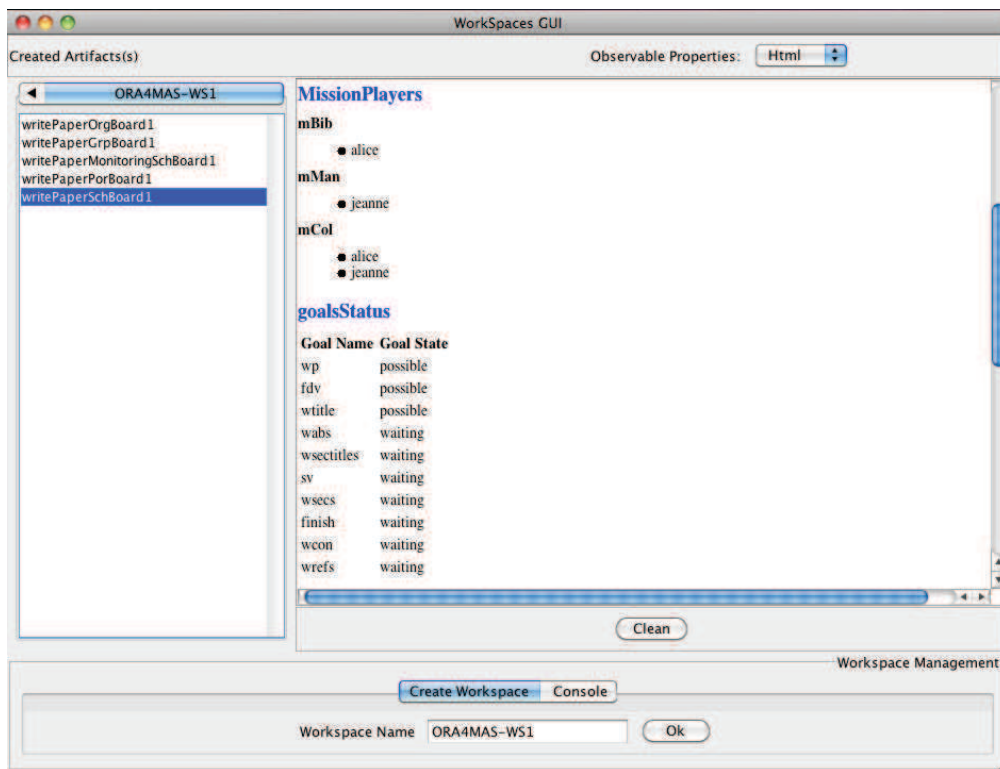 WorkSpaces GUI
Created Artifacts(s)
Observable Properties: Html
ORA4MAS-WS1
writePaperOrgBoard1
writePaperGrpBoard1
writePaperMonitoringSchBoard1
writePaperPorBoard1
writePaperSchBoard1
MissionPlayers
mBib
alice
mMan
jeanne
mCol
alice
jeanne
goalsStatus
Goal Name Goal State
wp possible
fdv possible
wtitle possible
wabs waiting
wsectitles waiting
sv waiting
wsecs waiting
finish waiting
wcon waiting
wrefs waiting
Clean
Workspace Management
Create Workspace Console
Workspace Name ORA4MAS-WS1 Ok